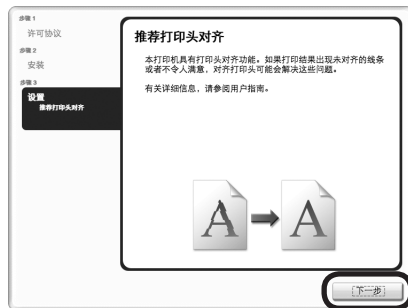 步骤 1
许可协议
步骤 2
安装
步骤 3
设置
推荐打印头对齐
推荐打印头对齐
本打印机具有打印头对齐功能。如果打印结果出现未对齐的线条
或者不令人满意，对齐打印头可能会解决这些问题。
有关详细信息，请参阅用户指南。
A
A
下一步